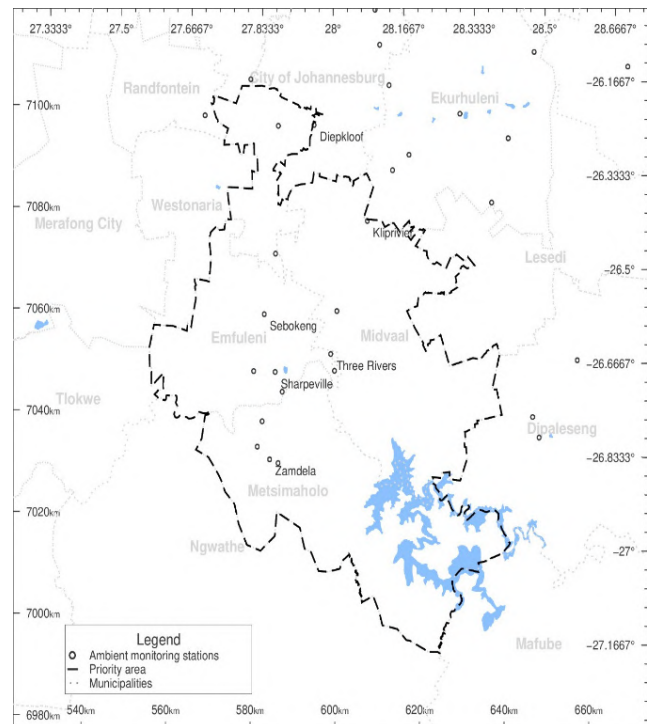 27.3333° 27.5° 27.6667° 27.8333° 28° 28.1667° 28.3333° 28.5° 28.6667°
City of Johannesburg
−26.1667°
Randfontein
Ekurhuleni
7100km
Diepkloof
−26.3333°
Westonaria
7080km
Merafong City
Kliprivier
Lesedi
−26.5°
7060km
Sebokeng
Emfuleni
Midvaal
Three Rivers
−26.6667°
Sharpeville
Tlokwe
7040km
Dipaleseng
−26.8333°
Zamdela
Metsimaholo
7020km
Ngwathe
−27°
7000km
Legend
Ambient monitoring stations
Priority area
Municipalities
Mafube
−27.1667°
6980km
540km 560km 580km 600km 620km 640km 660km